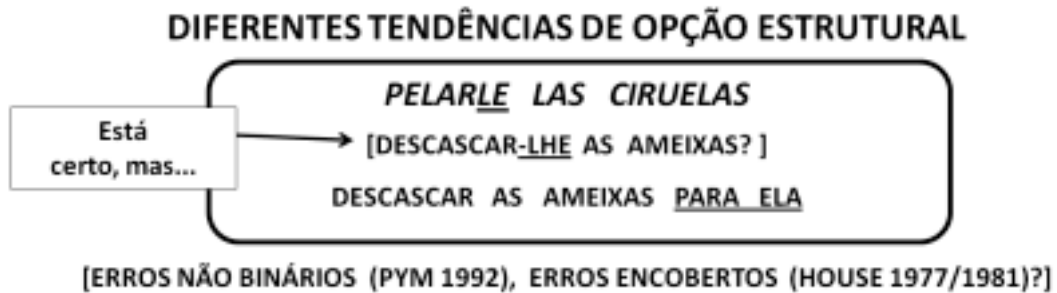 DIFERENTES TENDÊNCIAS DE OPÇÃO ESTRUTURAL
PELARLE LAS CIRUELAS
Está
certo, mas...
[DESCASCAR-LHE AS AMEIXAS? ]
DESCASCAR AS AMEIXAS PARA ELA
[ERROS NÃO BINÁRIOS (PYM 1992), ERROS ENCOBERTOS (HOUSE 1977/1981)?]